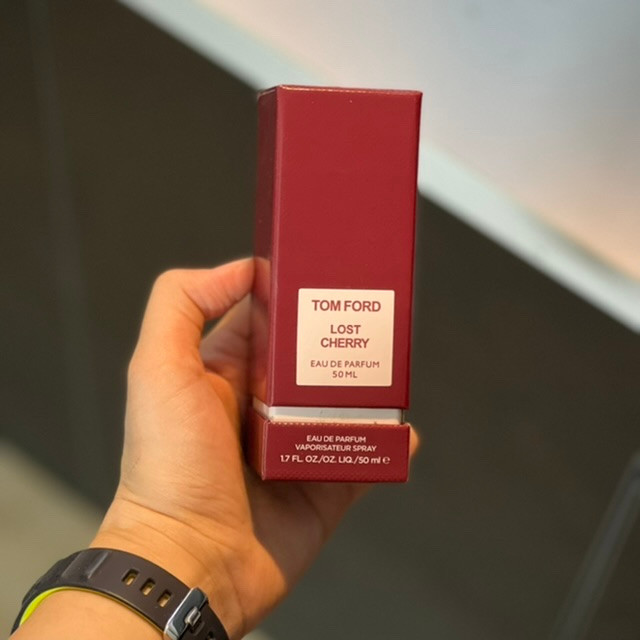 TOM FORD
LOST
CHERRY
EAU DE PARFUM
50 ML
EAU DE PARFUM
VAPORISATEUR SPRAY
1.7 FL. OZ./OZ. LIQ./50 ml ℮